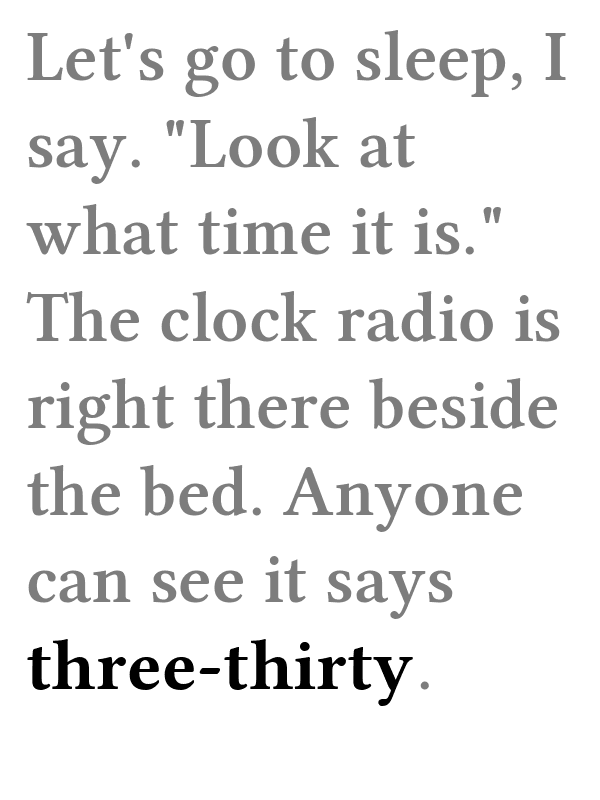 Let's go to sleep, I
say. "Look at
what time it is."
The clock radio is
right there beside
the bed. Anyone
can see it says
three-thirty.